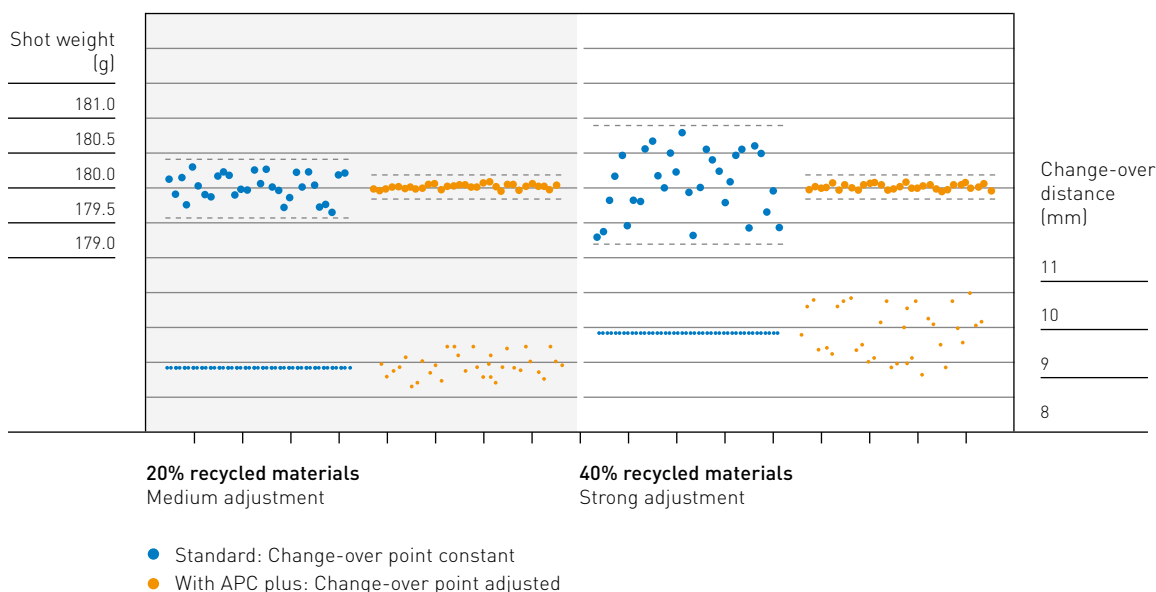 Shot weight
(g)
181.0
180.5
180.0
179.5
179.0
Change-over
distance
(mm)
11
10
9
8
20% recycled materials
Medium adjustment
40% recycled materials
Strong adjustment
Standard: Change-over point constant
With APC plus: Change-over point adjusted